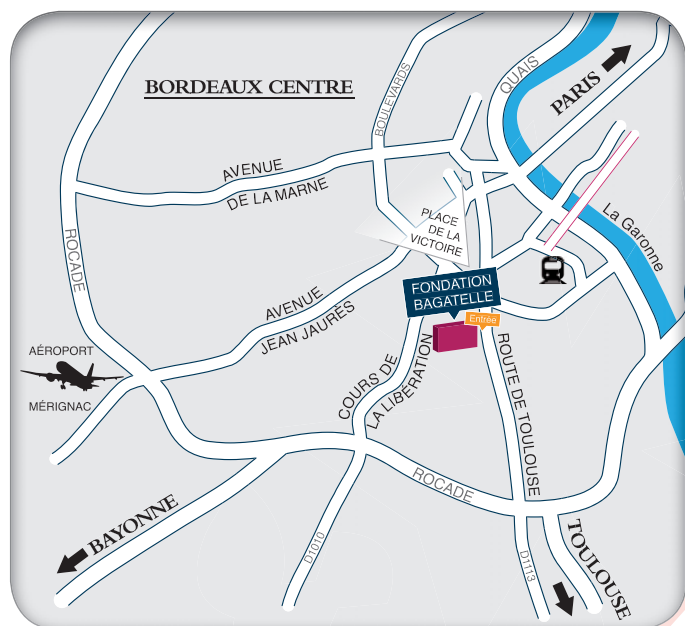 BORDEAUX CENTRE
BOULEVARDS
QUAIS
PARIS
AVENUE
DE LA MARNE
La Garonne
PLACE
DE LA
VICTOIRE
ROCADE
FONDATION
BAGATELLE
Entrée
AVENUE
JEAN JAURÈS
AÉROPORT
MÉRIGNAC
COURS DE
LA LIBÉRATION
ROUTE DE TOULOUSE
ROCADE
BAYONNE
D1010
D1113
TOULOUSE